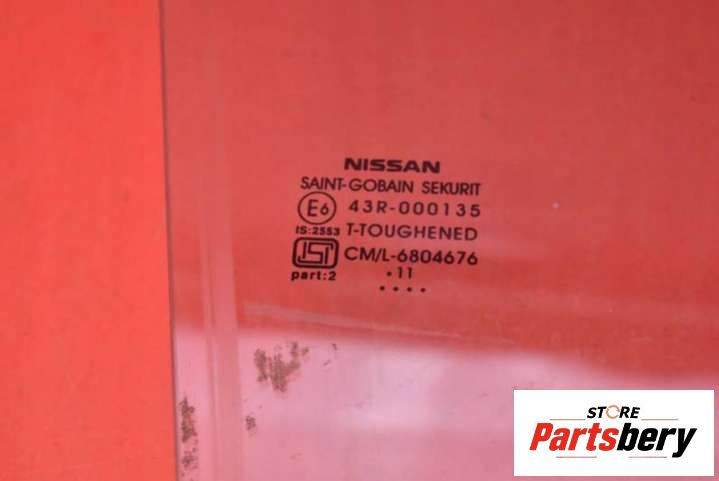 NISSAN
SAINT-GOBAIN SEKURIT
E6 43R-000135
IS:2553 T-TOUGHENED
ISI CM/L-6804676
part:2 .11
....
STORE
Partsbery